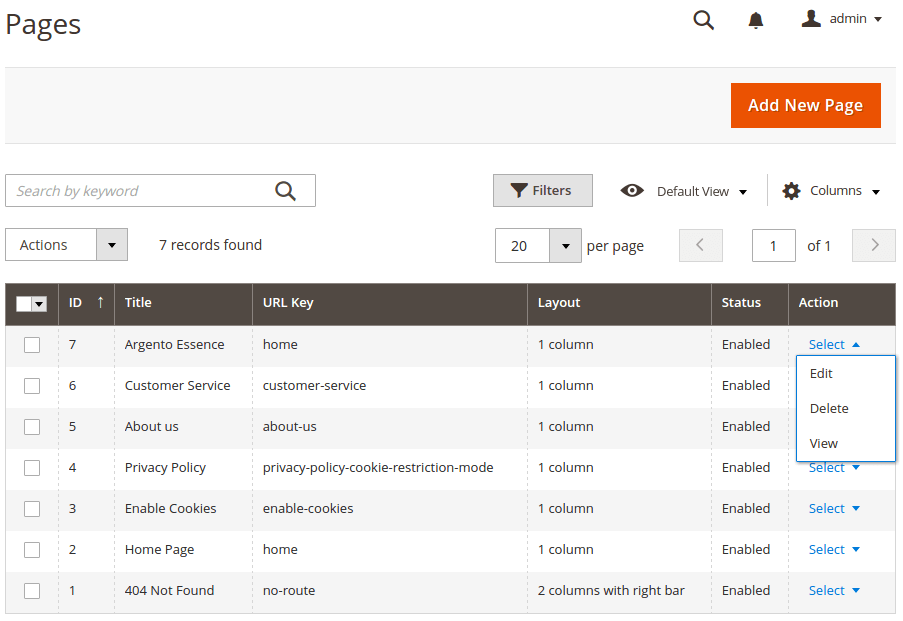 Pages
admin
Add New Page
Search by keyword
Filters
Default View
Columns
Actions
7 records found
20
per page
1
of 1
ID ↑ Title URL Key Layout Status Action
7 Argento Essence home 1 column Enabled Select
Edit
6 Customer Service customer-service 1 column Enabled
Delete
5 About us about-us 1 column Enabled
View
4 Privacy Policy privacy-policy-cookie-restriction-mode 1 column Enabled Select
3 Enable Cookies enable-cookies 1 column Enabled Select
2 Home Page home 1 column Enabled Select
1 404 Not Found no-route 2 columns with right bar Enabled Select